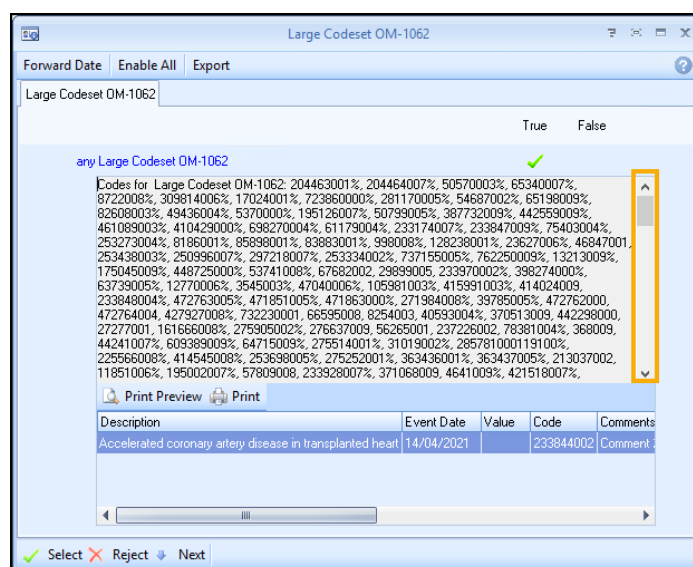 Large Codeset OM-1062
Forward Date Enable All Export
Large Codeset OM-1062
True False
any Large Codeset OM-1062
Codes for Large Codeset OM-1062: 204463001%, 204464007%, 50570003%, 65340007%,
8722008%, 309814006%, 17024001%, 723860000%, 281170005%, 54687002%, 65198009%,
82608003%, 49436004%, 5370000%, 195126007%, 50799005%, 387732009%, 442559009%,
461089003%, 410429000%, 698270004%, 61179004%, 233174007%, 233847009%, 75403004%,
253273004%, 8186001%, 85898001%, 83883001%, 998008%, 128238001%, 23627006%, 46847001,
253438003%, 250996007%, 297218007%, 253334002%, 737155005%, 762250009%, 13213009%,
175045009%, 448725000%, 53741008%, 67682002, 29899005, 233970002%, 398274000%,
63739005%, 12770006%, 3545003%, 47040006%, 105981003%, 415991003%, 414024009,
233848004%, 472763005%, 471851005%, 471863000%, 271984008%, 39785005%, 472762000,
472764004, 427927008%, 732230001, 66595008, 8254003, 40593004%, 370513009, 442298000,
27277001, 161666008%, 275905002%, 276637009, 56265001, 237226002, 78381004%, 368009,
44241007%, 609389009%, 64715009%, 275514001%, 31019002%, 285781000119100%,
225566008%, 414545008%, 253698005%, 275252001%, 363436001%, 363437005%, 213037002,
11851006%, 195002007%, 57809008, 233928007%, 371068009, 4641009%, 421518007%,
Print Preview Print
Description Event Date Value Code Comments
Accelerated coronary artery disease in transplanted heart 14/04/2021 233844002 Comment
Select Reject Next